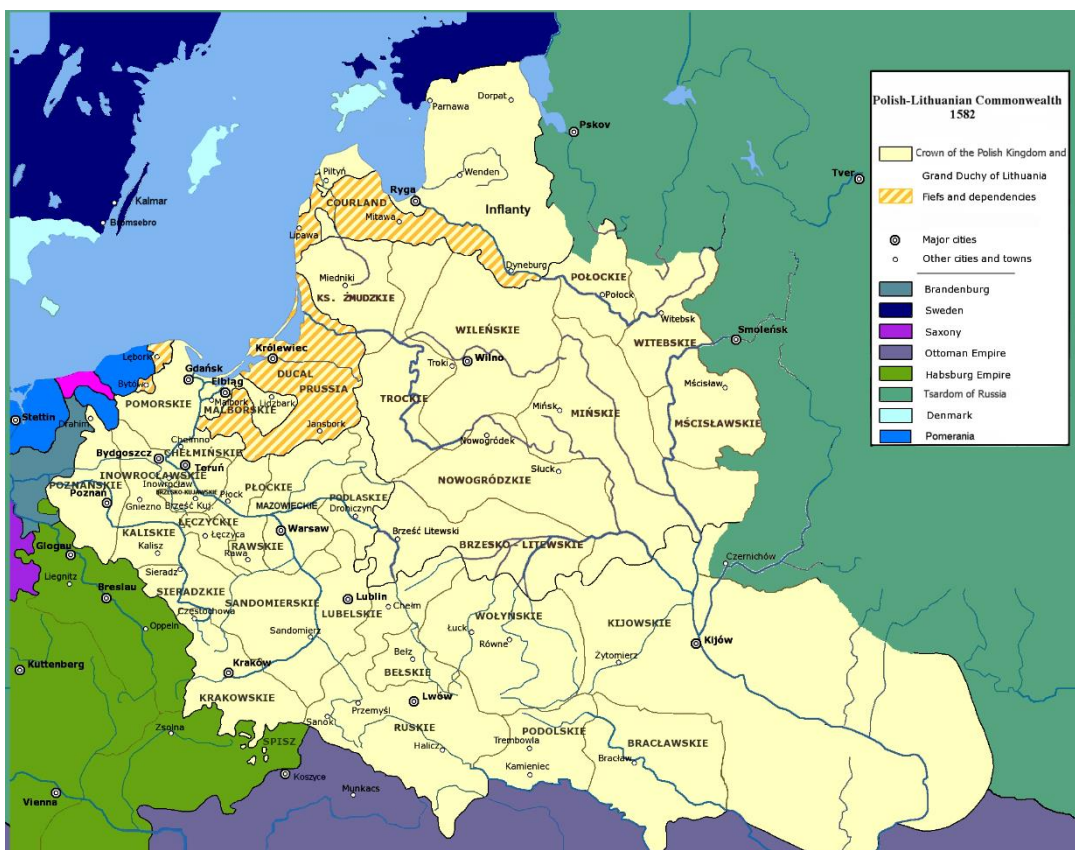 Polish-Lithuanian Commonwealth
1582
Crown of the Polish Kingdom and
Grand Duchy of Lithuania
Fiefs and dependencies
Major cities
Other cities and towns
Brandenburg
Sweden
Saxony
Ottoman Empire
Habsburg Empire
Tsardom of Russia
Denmark
Pomerania
Parnawa
Dorpat
Pskov
Tver
Piltyń
Wenden
Ryga
COURLAND
Mitawa
Inflanty
Kalmar
Bromsebro
Lipawa
Dyneburg
POŁOCKIE
Miedniki
KS. ŻMUDZKIE
Połock
Witebsk
WILEŃSKIE
WITEBSKIE
Smoleńsk
Królewiec
Lębork
Gdańsk
DUCAL
PRUSSIA
Troki
Wilno
Elbląg
Bytów
Malbork
Lidzbark
MALBORSKIE
TROCKIE
Mścisław
POMORSKIE
Mińsk
MIŃSKIE
MŚCISŁAWSKIE
Stettin
Drahim
Jansbork
Chełmno
Nowogródek
CHEŁMIŃSKIE
Bydgoszcz
Toruń
Słuck
INOWROCŁAWSKIE
POZNAŃSKIE
Inowrocław
PŁOCKIE
NOWOGRÓDZKIE
BRZESKO-KUJAWSKIE
Poznań
Gniezno
Brześć Kuj.
Płock
MAZOWIECKIE
PODLASKIE
Drohiczyn
ŁĘCZYCKIE
Warsaw
KALISKIE
Łęczyca
RAWSKIE
Brześć Litewski
BRZESKO - LITEWSKIE
Glogau
Kalisz
Rawa
Czernichów
Liegnitz
Sieradz
Breslau
SIERADZKIE
SANDOMIERSKIE
Lublin
LUBELSKIE
Chełm
Częstochowa
WOŁYŃSKIE
KIJOWSKIE
Oppeln
Sandomierz
Łuck
Równe
Kijów
Bełz
Żytomierz
Kuttenberg
Kraków
BEŁSKIE
KRAKOWSKIE
Lwów
Przemyśl
Sanok
RUSKIE
PODOLSKIE
Zsolna
SPISZ
Halicz
Trembowla
BRACŁAWSKIE
Koszyce
Kamieniec
Bracław
Vienna
Munkacs